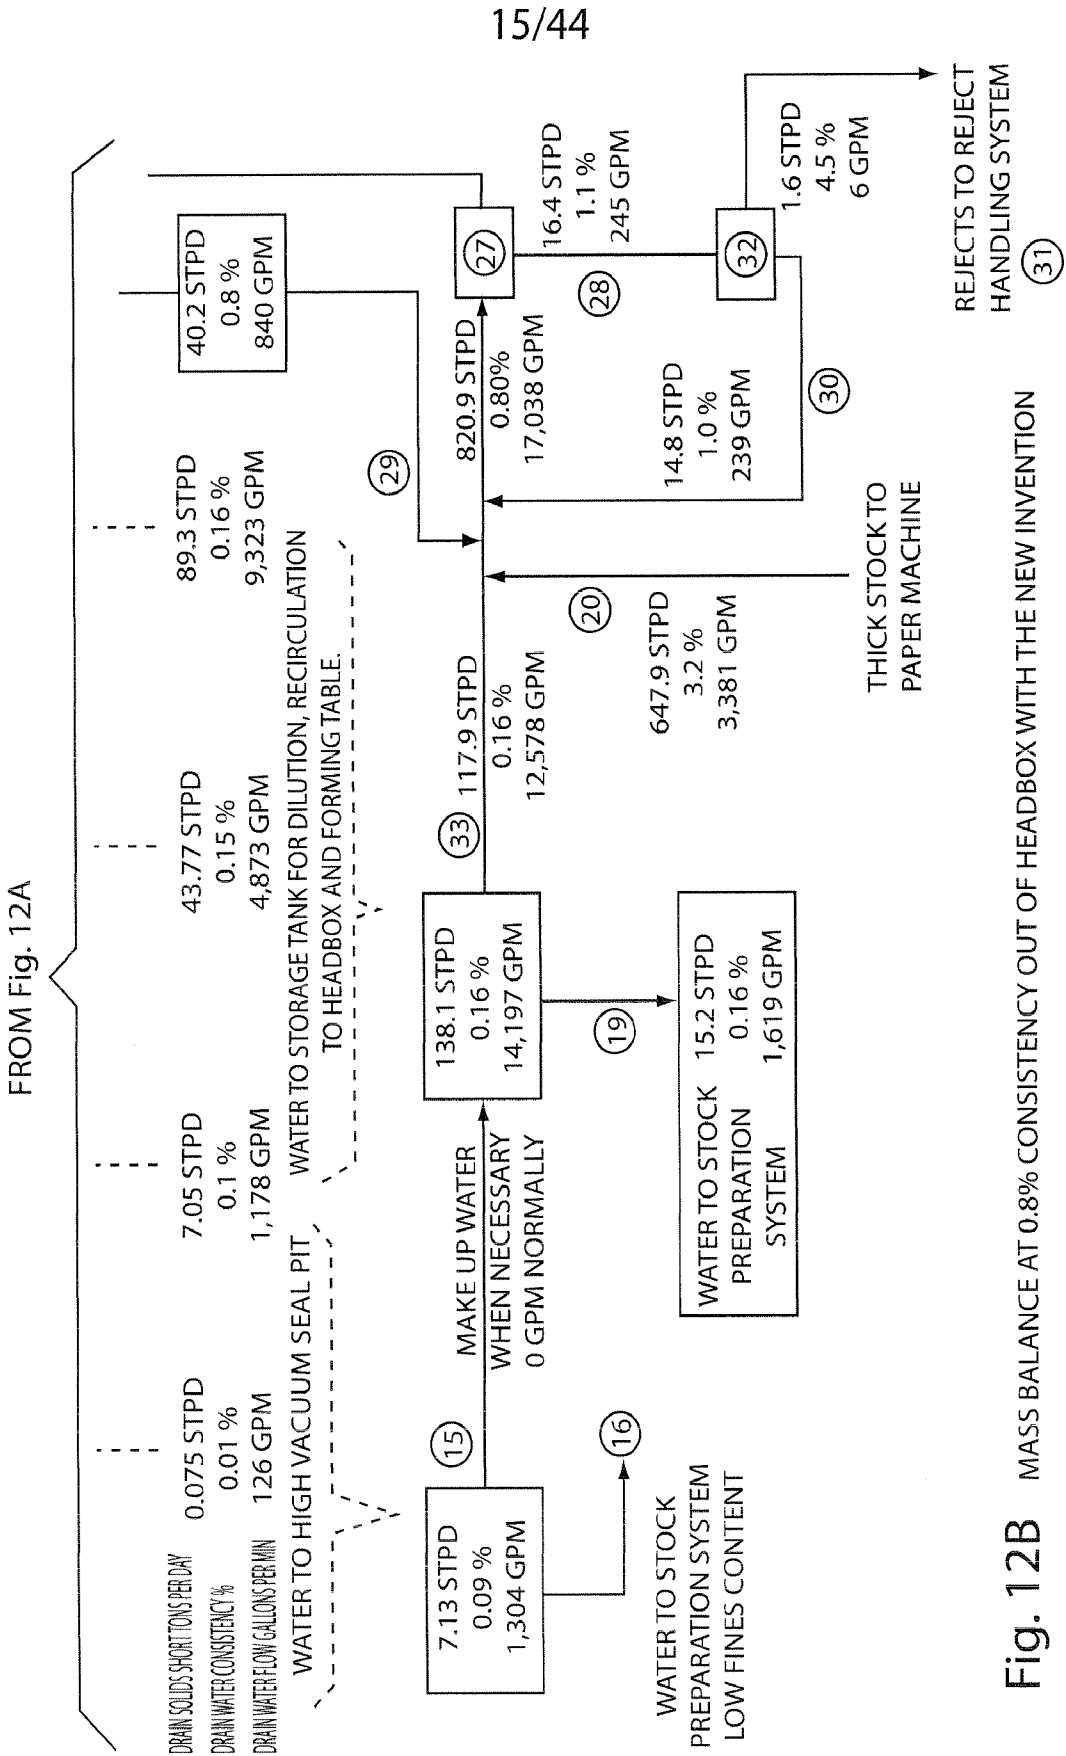 15/44
FROM Fig. 12A
DRAIN SOLIDS SHORT TONS PER DAY
DRAIN WATER CONSISTENCY %
DRAIN WATER FLOW GALLONS PER MIN
0.075 STPD
0.01 %
126 GPM
7.05 STPD
0.1 %
1,178 GPM
43.77 STPD
0.15 %
4,873 GPM
89.3 STPD
0.16 %
9,323 GPM
40.2 STPD
0.8 %
840 GPM
WATER TO HIGH VACUUM SEAL PIT
WATER TO STORAGE TANK FOR DILUTION, RECIRCULATION
TO HEADBOX AND FORMING TABLE.
7.13 STPD
0.09 %
1,304 GPM
15
MAKE UP WATER
WHEN NECESSARY
0 GPM NORMALLY
138.1 STPD
0.16 %
14,197 GPM
33
117.9 STPD
0.16 %
12,578 GPM
29
820.9 STPD
0.80%
17,038 GPM
27
16.4 STPD
1.1 %
245 GPM
28
16
WATER TO STOCK
PREPARATION SYSTEM
LOW FINES CONTENT
19
WATER TO STOCK 15.2 STPD
PREPARATION 0.16 %
SYSTEM 1,619 GPM
20
647.9 STPD
3.2 %
3,381 GPM
THICK STOCK TO
PAPER MACHINE
14.8 STPD
1.0 %
239 GPM
30
32
1.6 STPD
4.5 %
6 GPM
REJECTS TO REJECT
HANDLING SYSTEM
31
Fig. 12B MASS BALANCE AT 0.8% CONSISTENCY OUT OF HEADBOX WITH THE NEW INVENTION